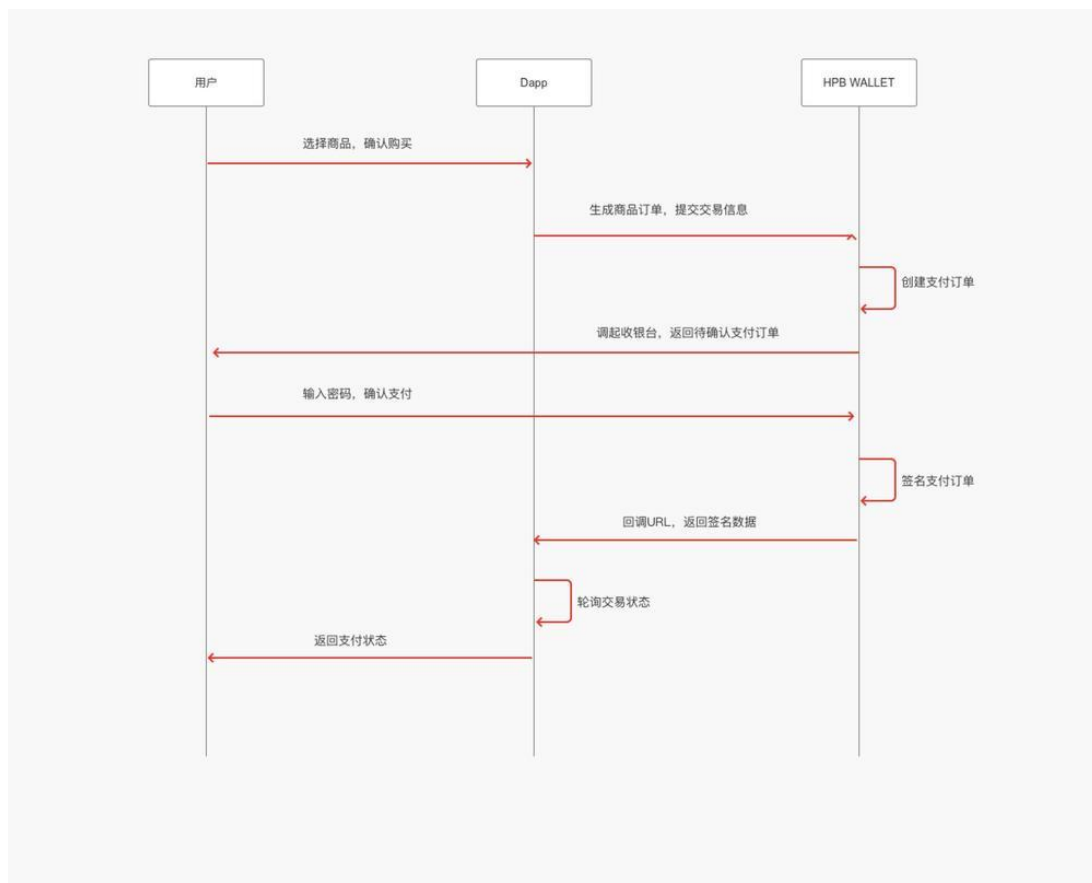 用户
Dapp
HPB WALLET
选择商品，确认购买
生成商品订单，提交交易信息
创建支付订单
调起收银台，返回待确认支付订单
输入密码，确认支付
签名支付订单
回调URL，返回签名数据
轮询交易状态
返回支付状态